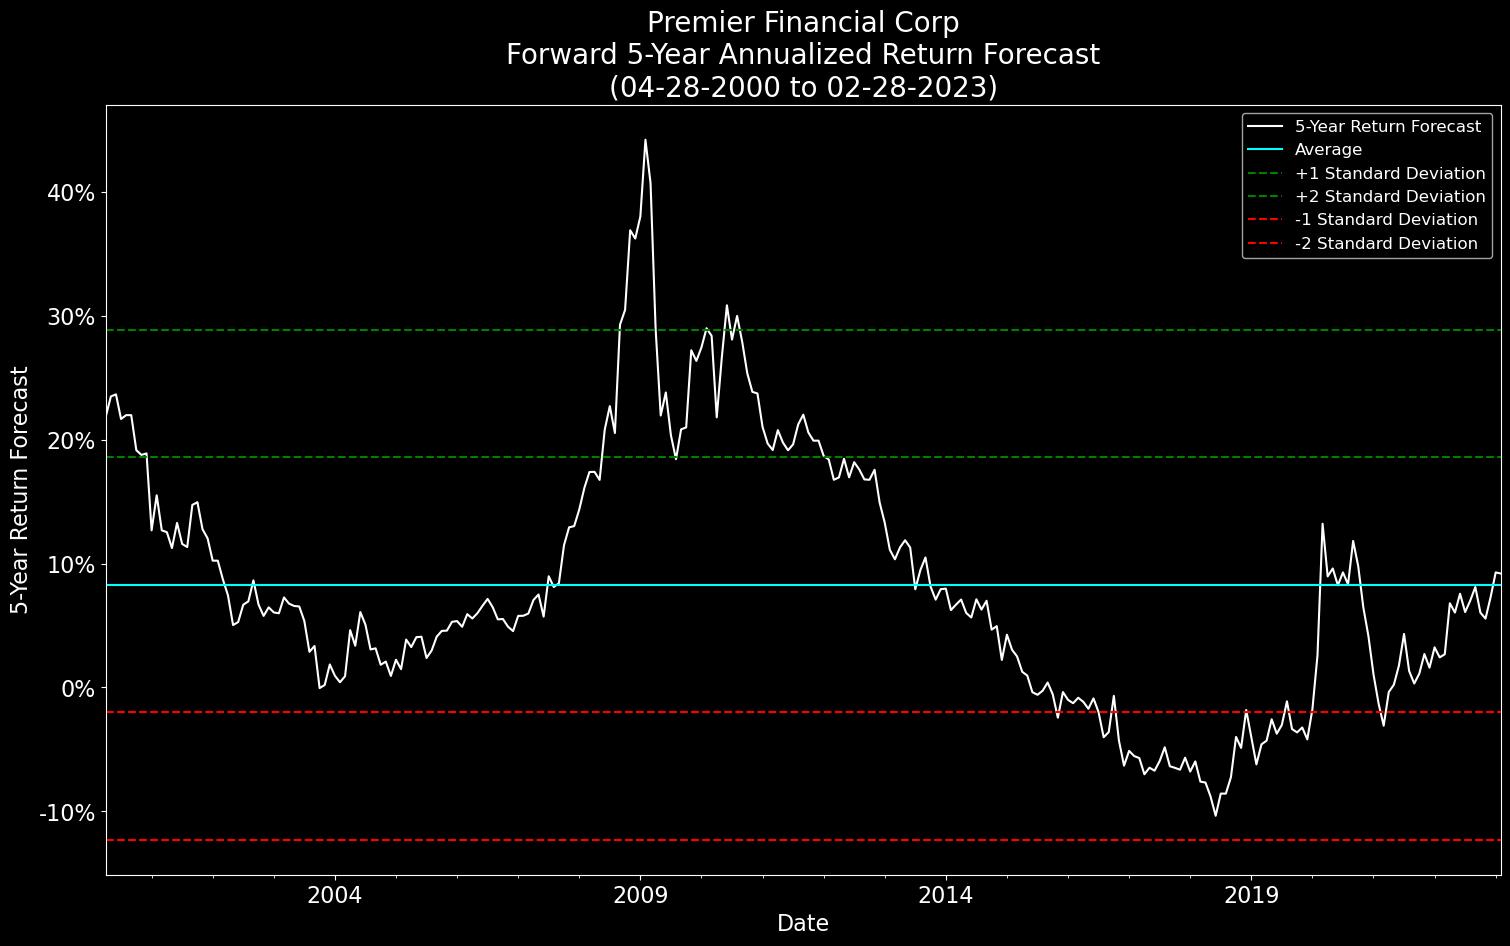 Premier Financial Corp
Forward 5-Year Annualized Return Forecast
(04-28-2000 to 02-28-2023)
5-Year Return Forecast
Average
+1 Standard Deviation
+2 Standard Deviation
-1 Standard Deviation
-2 Standard Deviation
5-Year Return Forecast
40%
30%
20%
10%
0%
-10%
2004 2009 2014 2019
Date